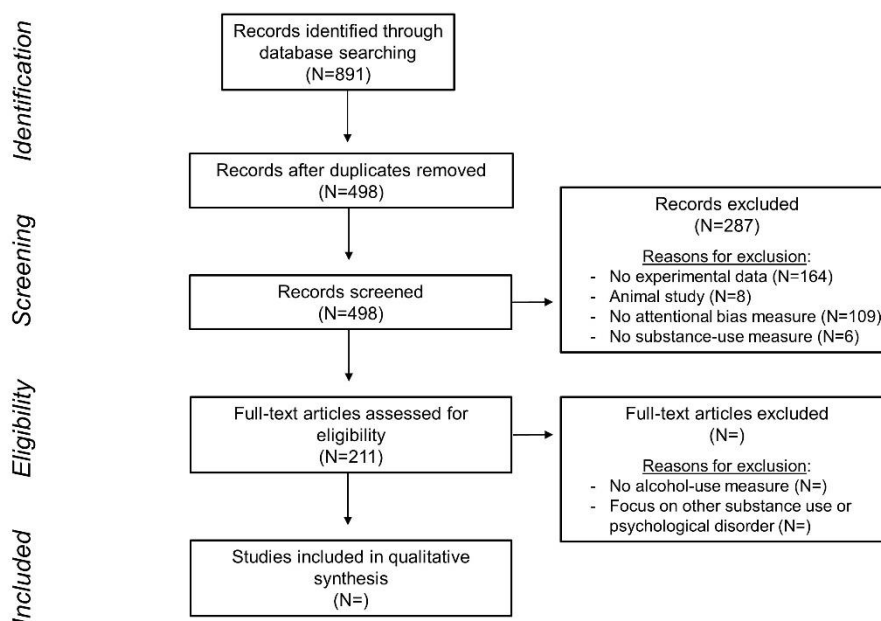 Identification
Records identified through
database searching
(N=891)
Records after duplicates removed
(N=498)
Screening
Records screened
(N=498)
Records excluded
(N=287)
Reasons for exclusion:
- No experimental data (N=164)
- Animal study (N=8)
- No attentional bias measure (N=109)
- No substance-use measure (N=6)
Eligibility
Full-text articles assessed for
eligibility
(N=211)
Full-text articles excluded
(N=)
Reasons for exclusion:
- No alcohol-use measure (N=)
- Focus on other substance use or
psychological disorder (N=)
Included
Studies included in qualitative
synthesis
(N=)